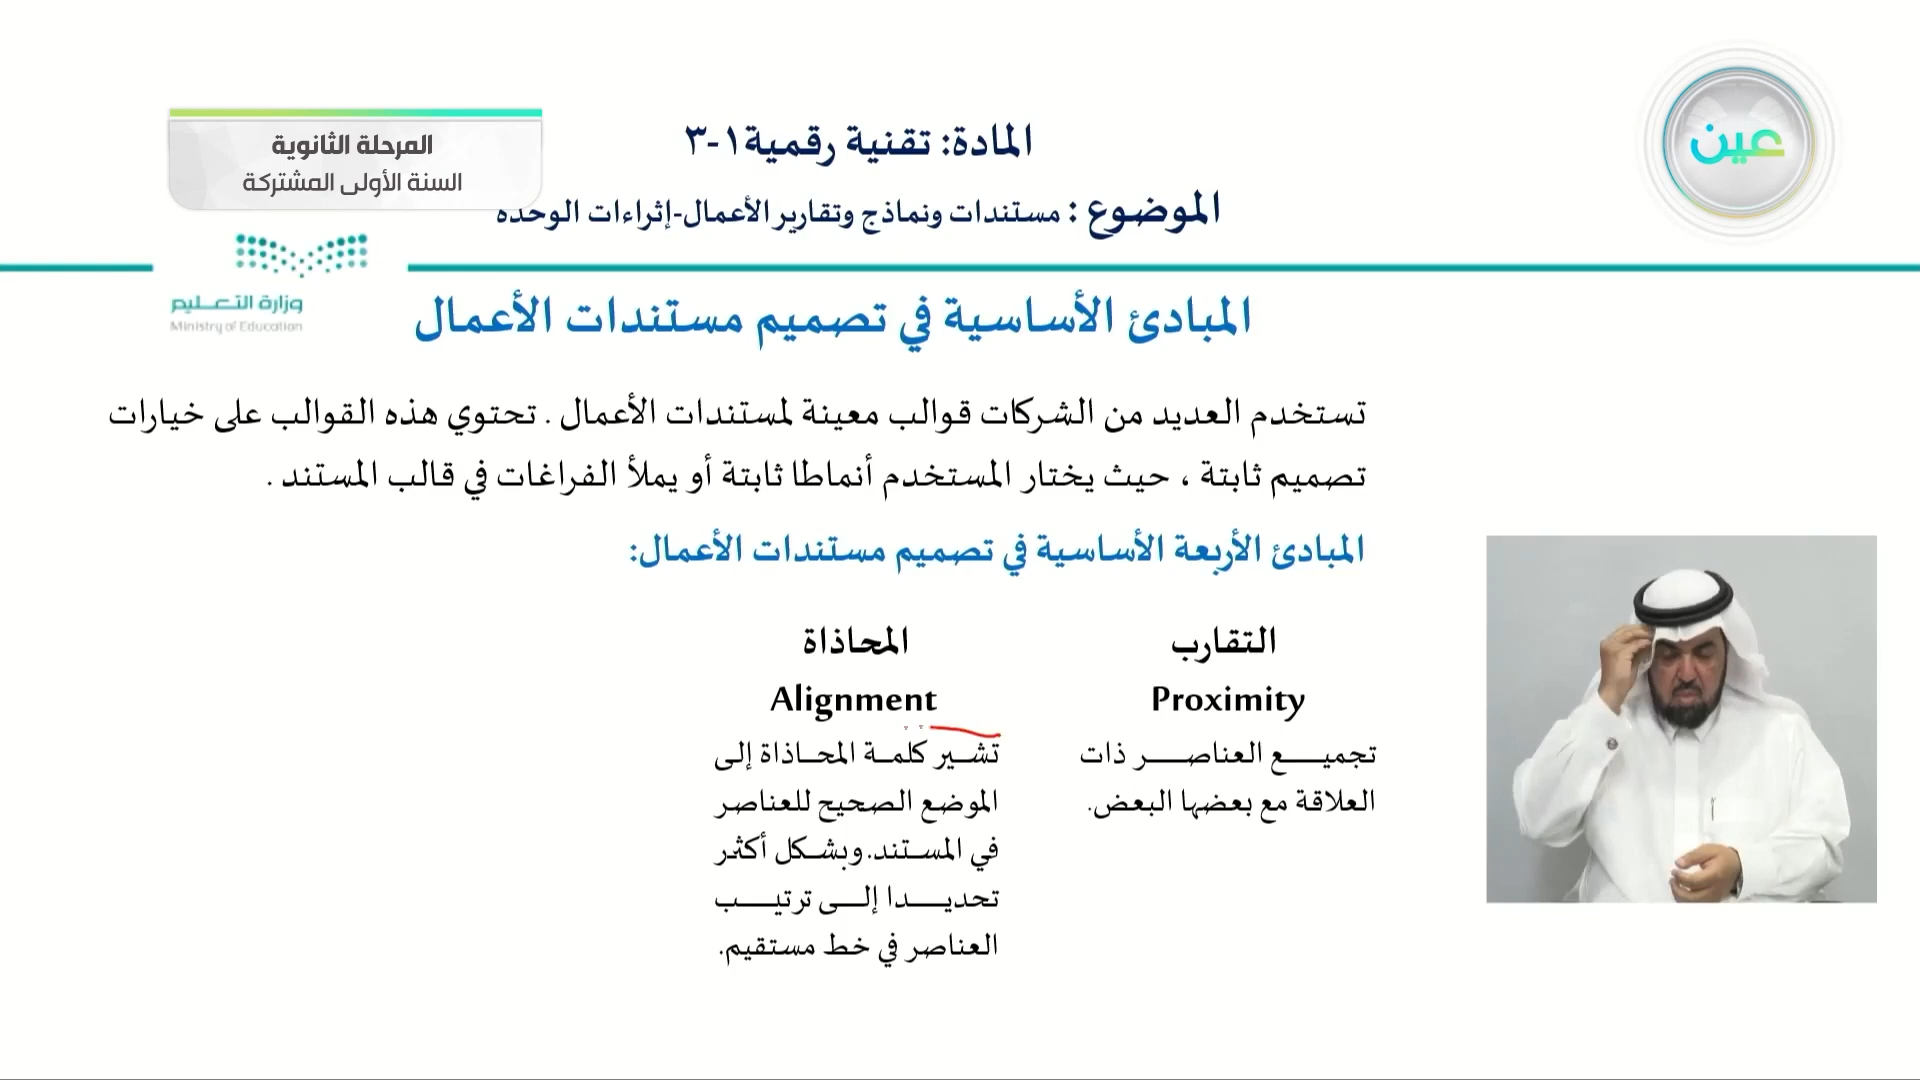 عين
المرحلة الثانوية
السنة الأولى المشتركة
المادة: تقنية رقمية١-٣
الموضوع : مستندات ونماذج وتقارير الأعمال-إثراءات الوحدة
وزارة التعليم
Ministry of Education
المبادئ الأساسية في تصميم مستندات الأعمال
تستخدم العديد من الشركات قوالب معينة لمستندات الأعمال . تحتوي هذه القوالب على خيارات
تصميم ثابتة ، حيث يختار المستخدم أنماطا ثابتة أو يملأ الفراغات في قالب المستند .
المبادئ الأربعة الأساسية في تصميم مستندات الأعمال:
التقارب
Proximity
تجميع العناصر ذات
العلاقة مع بعضها البعض.
المحاذاة
Alignment
تشير كلمة المحاذاة إلى
الموضع الصحيح للعناصر
في المستند.وبشكل أكثر
تحديدا إلى ترتيب
العناصر في خط مستقيم.